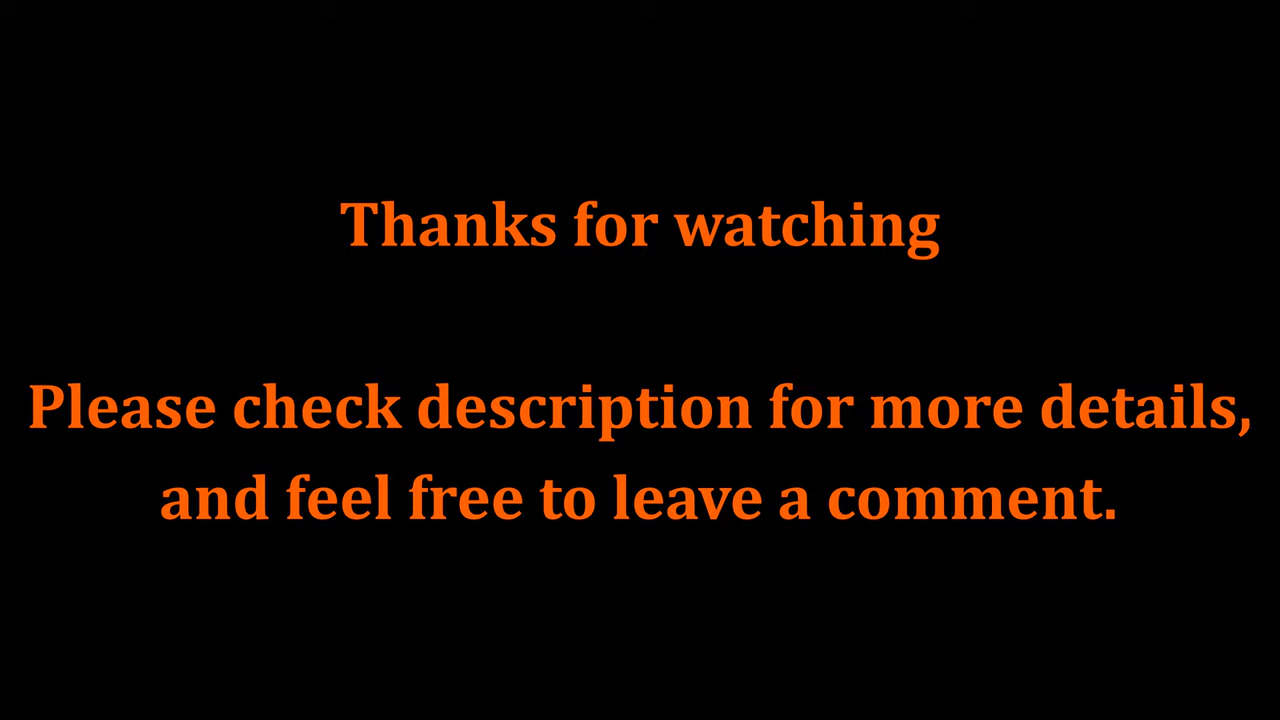 Thanks for watching
Please check description for more details,
and feel free to leave a comment.